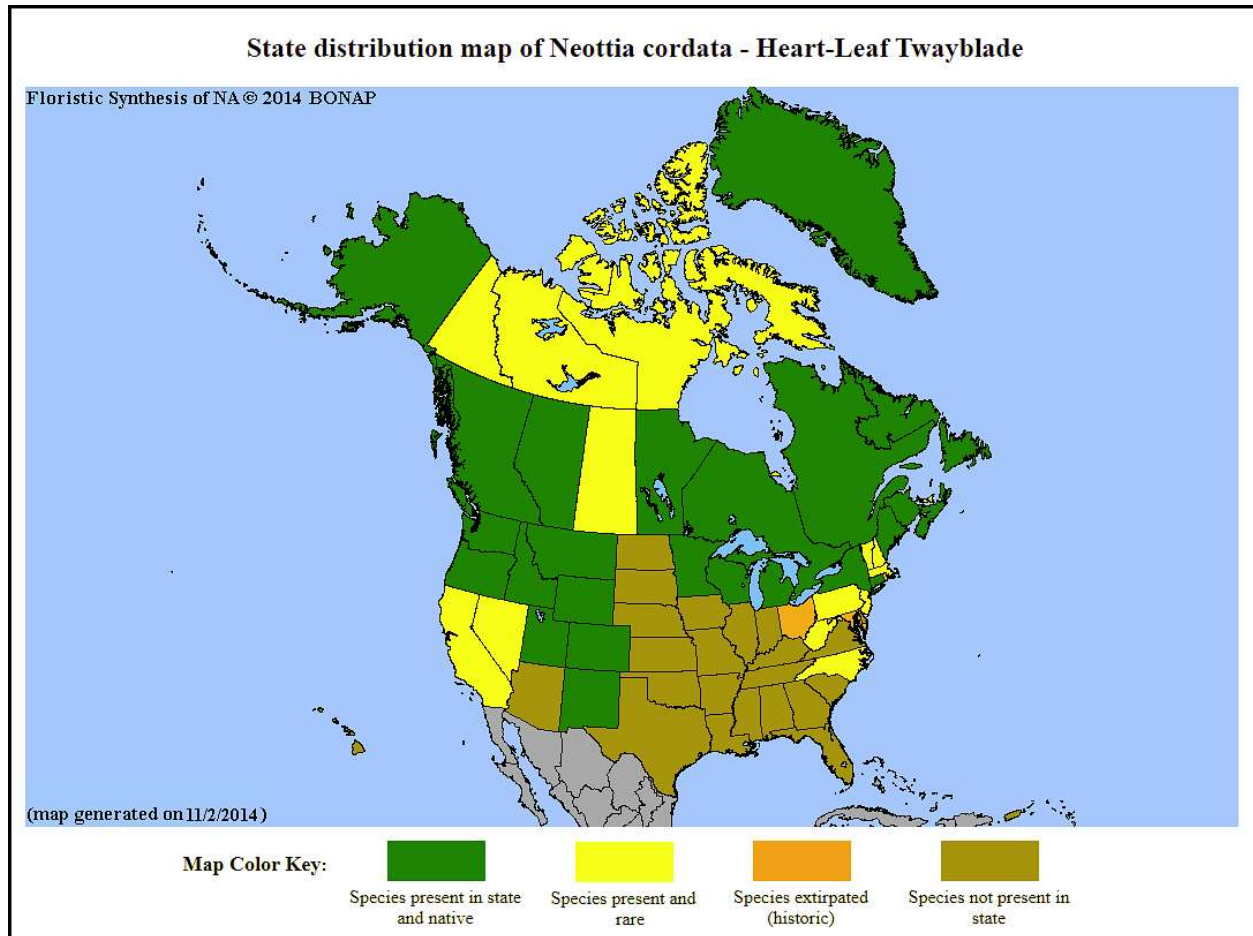 State distribution map of Neottia cordata - Heart-Leaf Twayblade
Floristic Synthesis of NA © 2014 BONAP
(map generated on 11/2/2014)
Map Color Key:
Species present in state
and native
Species present and
rare
Species extirpated
(historic)
Species not present in
state